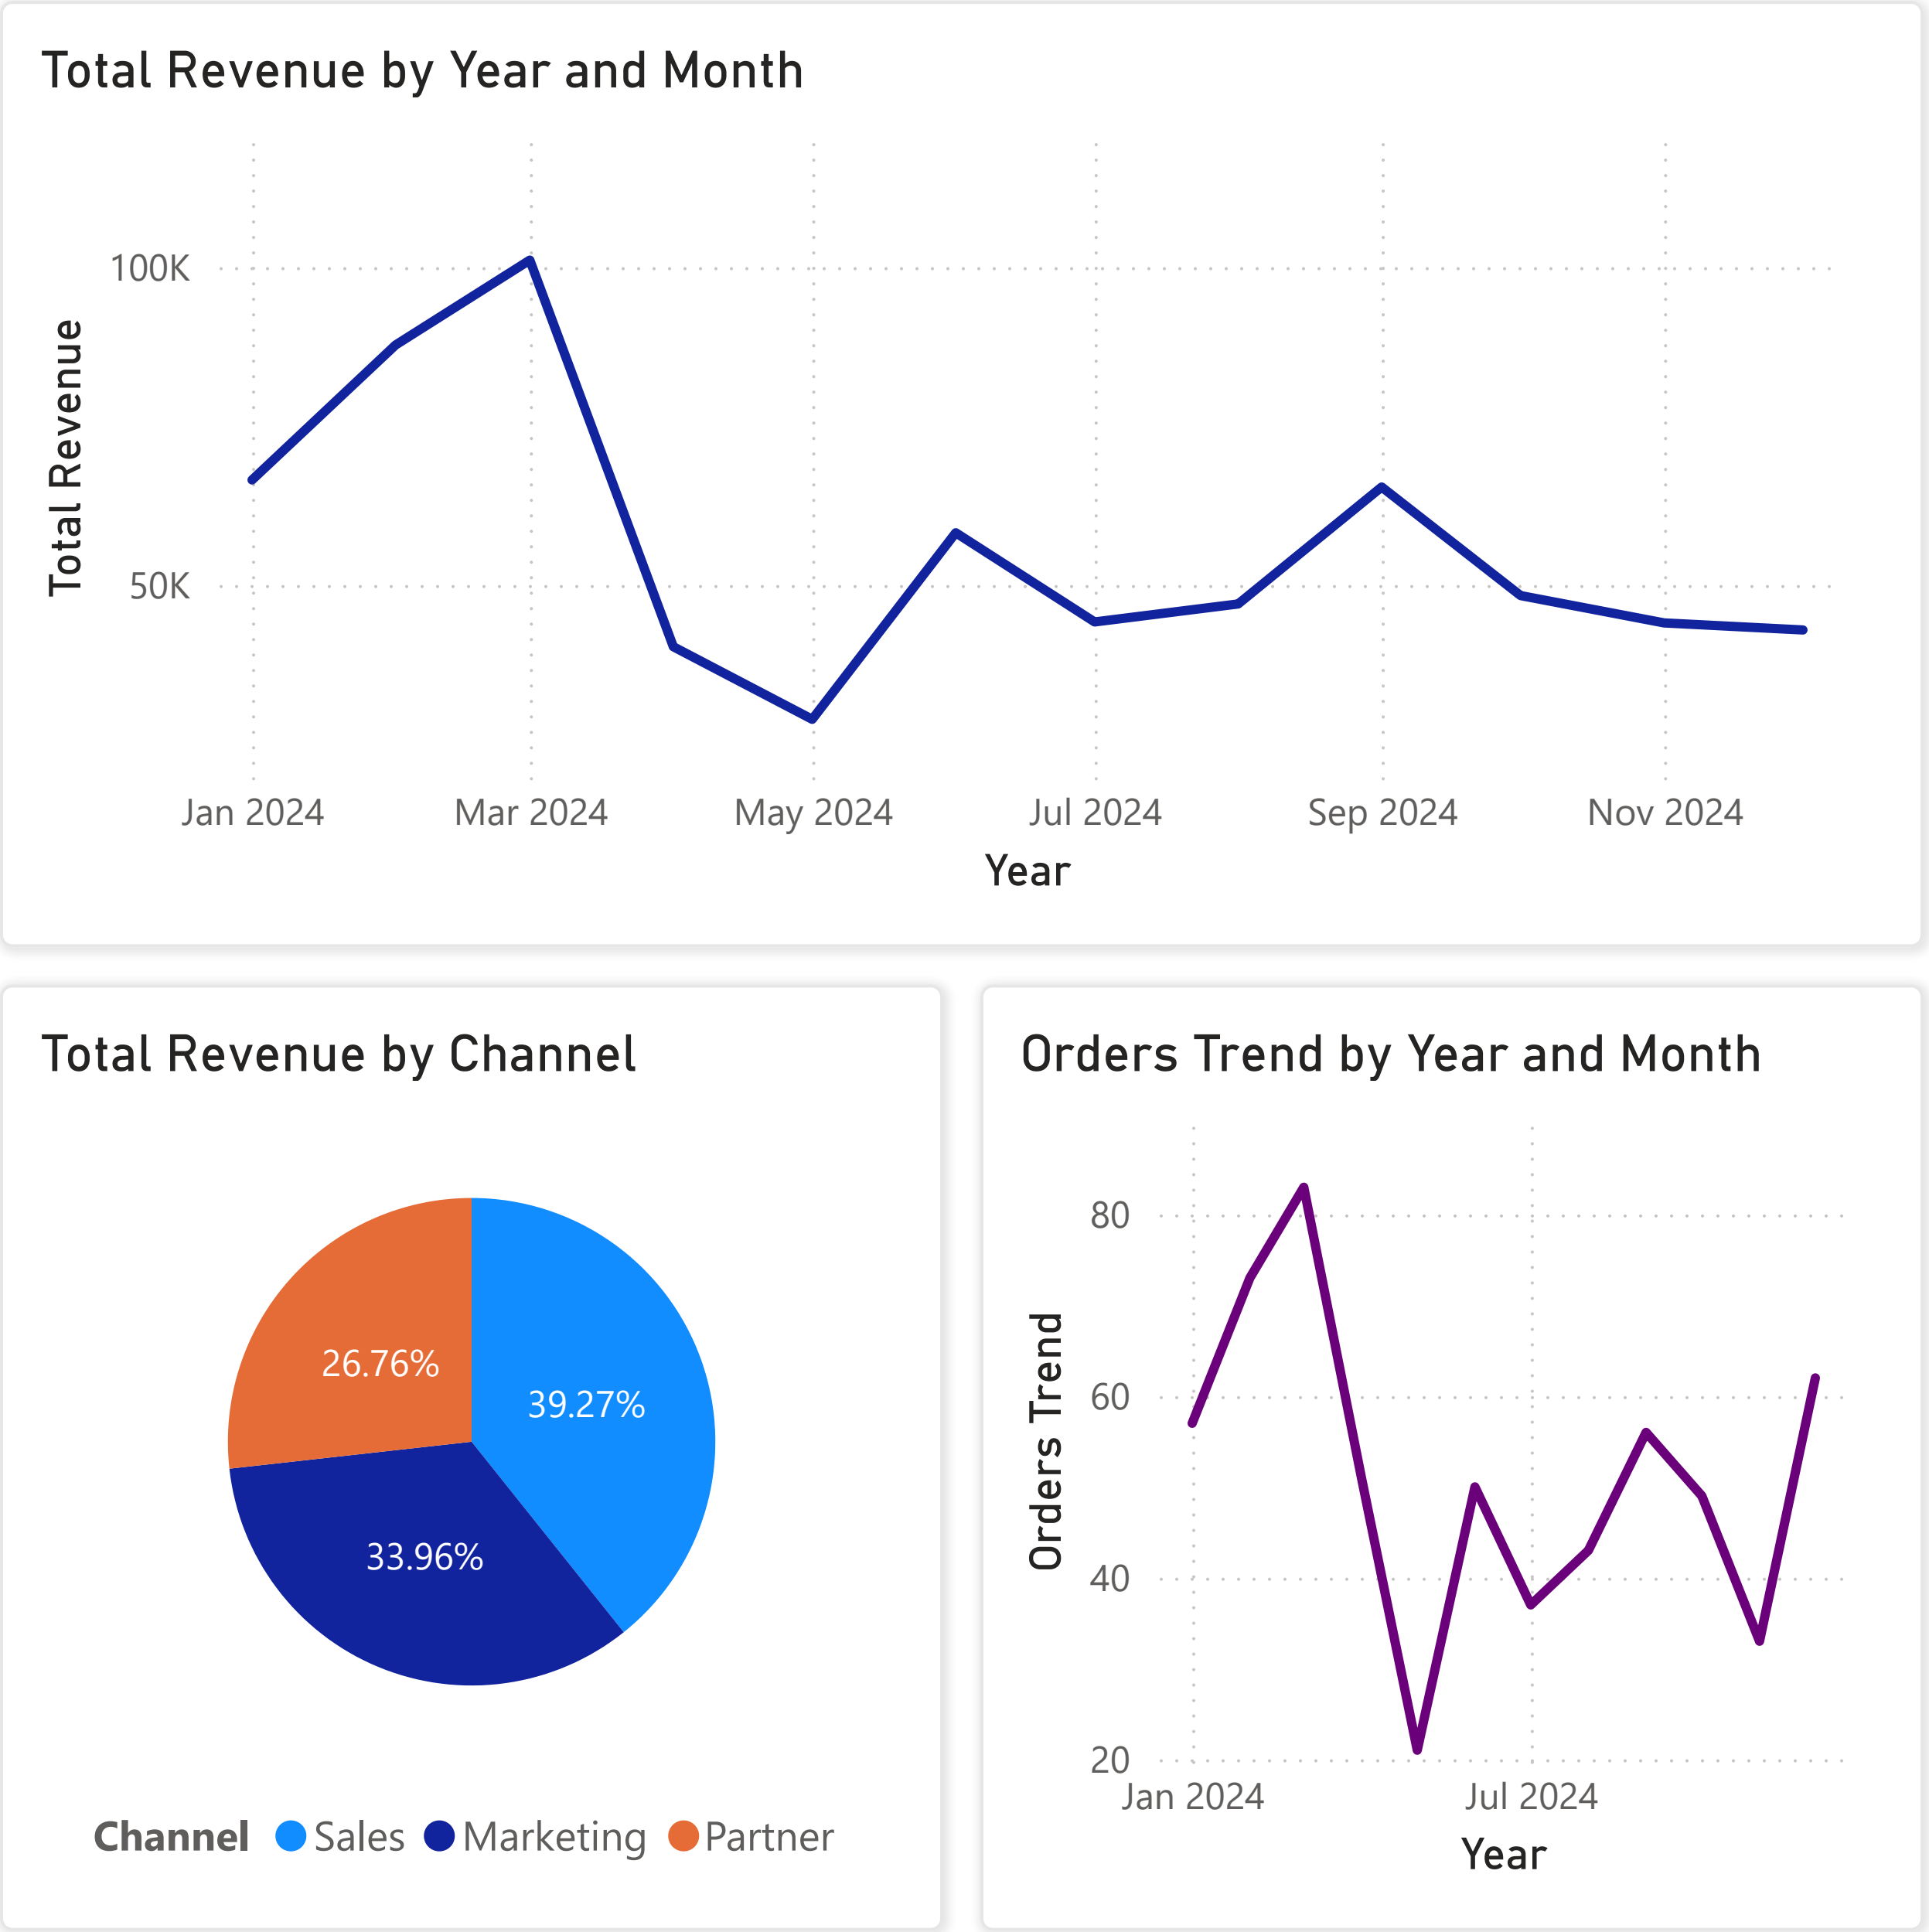 Total Revenue by Year and Month
100K
50K
Total Revenue
Jan 2024 Mar 2024 May 2024 Jul 2024 Sep 2024 Nov 2024
Year
Total Revenue by Channel
26.76%
39.27%
33.96%
Channel Sales Marketing Partner
Orders Trend by Year and Month
80
60
40
20
Orders Trend
Jan 2024 Jul 2024
Year